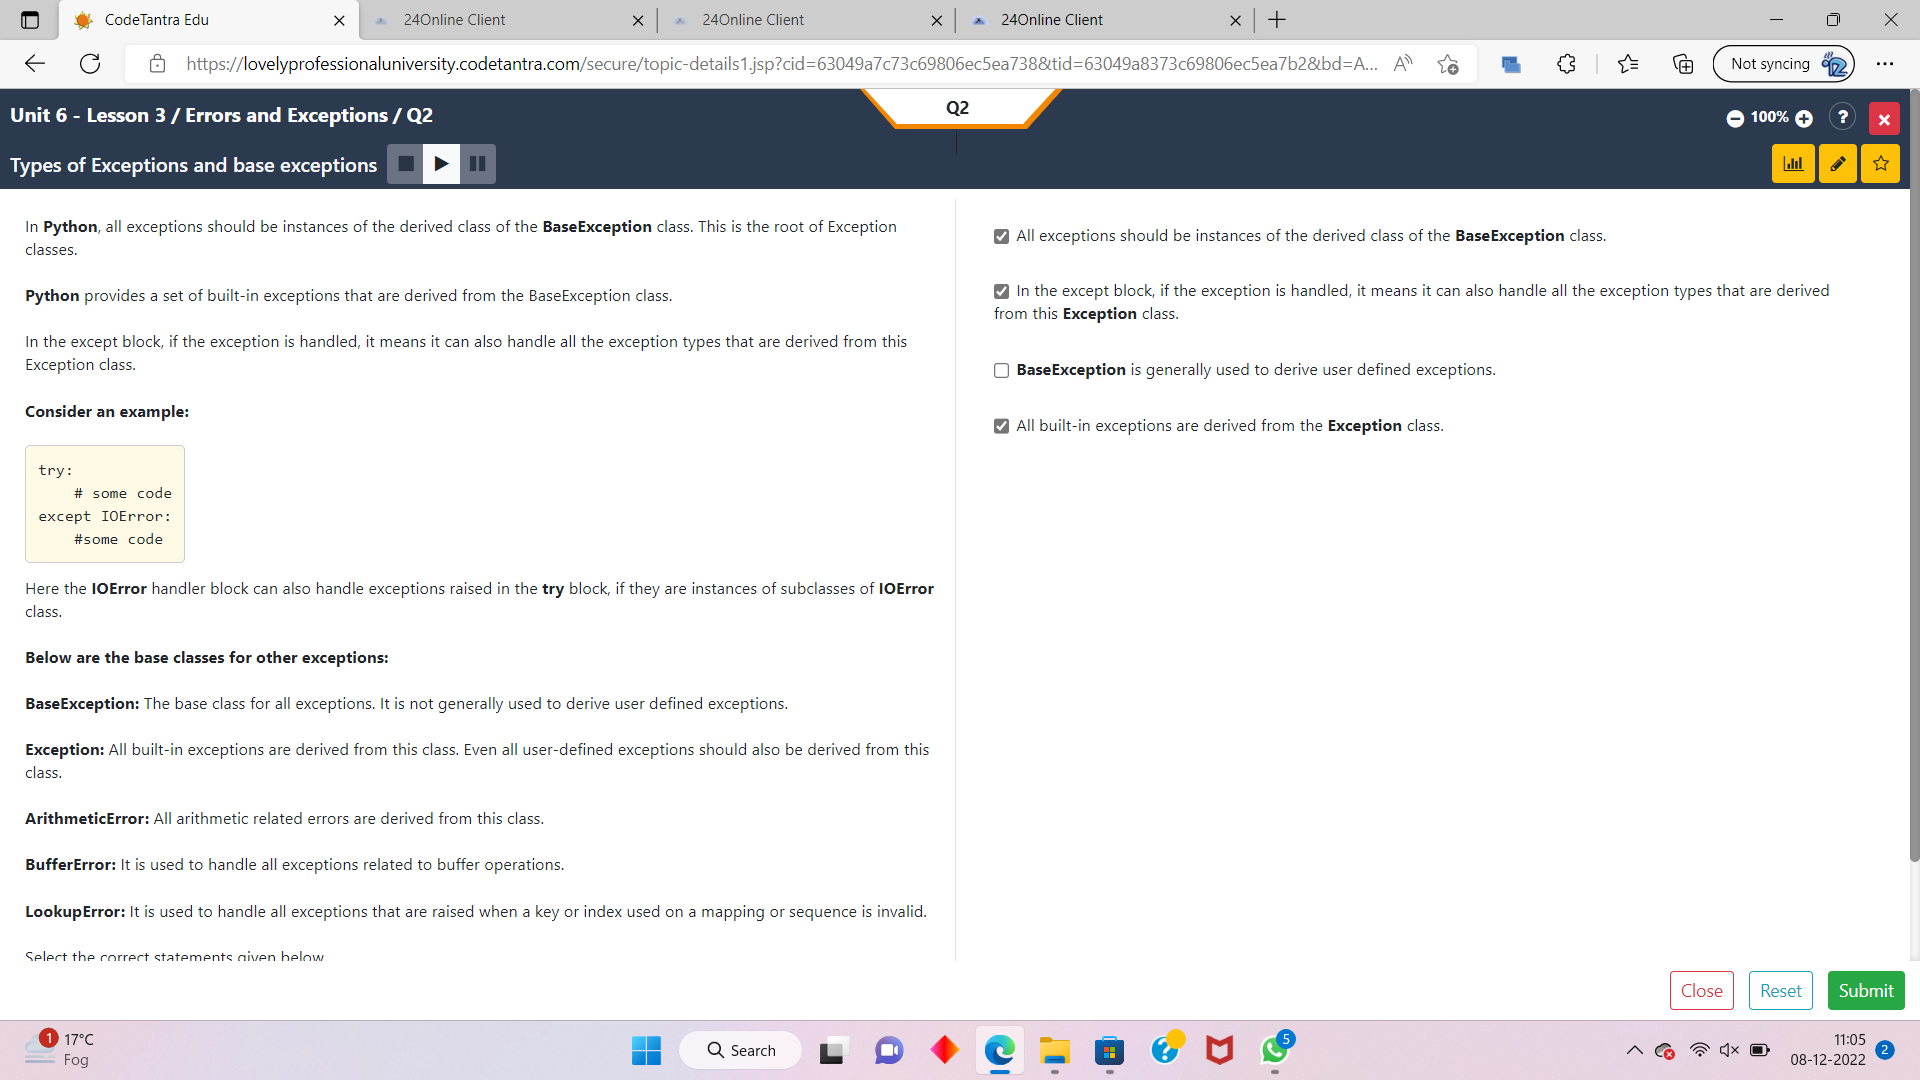 CodeTantra Edu
24Online Client
24Online Client
24Online Client
https://lovelyprofessionaluniversity.codetantra.com/secure/topic-details1.jsp?cid=63049a7c73c69806ec5ea738&tid=63049a8373c69806ec5ea7b2&bd=A...
Not syncing
Unit 6 - Lesson 3 / Errors and Exceptions / Q2
Q2
100%
?
Types of Exceptions and base exceptions
In Python, all exceptions should be instances of the derived class of the BaseException class. This is the root of Exception
classes.
Python provides a set of built-in exceptions that are derived from the BaseException class.
In the except block, if the exception is handled, it means it can also handle all the exception types that are derived from this
Exception class.
Consider an example:
try:
# some code
except IOError:
#some code
Here the IOError handler block can also handle exceptions raised in the try block, if they are instances of subclasses of IOError
class.
Below are the base classes for other exceptions:
BaseException: The base class for all exceptions. It is not generally used to derive user defined exceptions.
Exception: All built-in exceptions are derived from this class. Even all user-defined exceptions should also be derived from this
class.
ArithmeticError: All arithmetic related errors are derived from this class.
BufferError: It is used to handle all exceptions related to buffer operations.
LookupError: It is used to handle all exceptions that are raised when a key or index used on a mapping or sequence is invalid.
Select the correct statements given below
All exceptions should be instances of the derived class of the BaseException class.
In the except block, if the exception is handled, it means it can also handle all the exception types that are derived
from this Exception class.
BaseException is generally used to derive user defined exceptions.
All built-in exceptions are derived from the Exception class.
Close
Reset
Submit
1
17°C
Fog
Search
5
11:05
08-12-2022
2